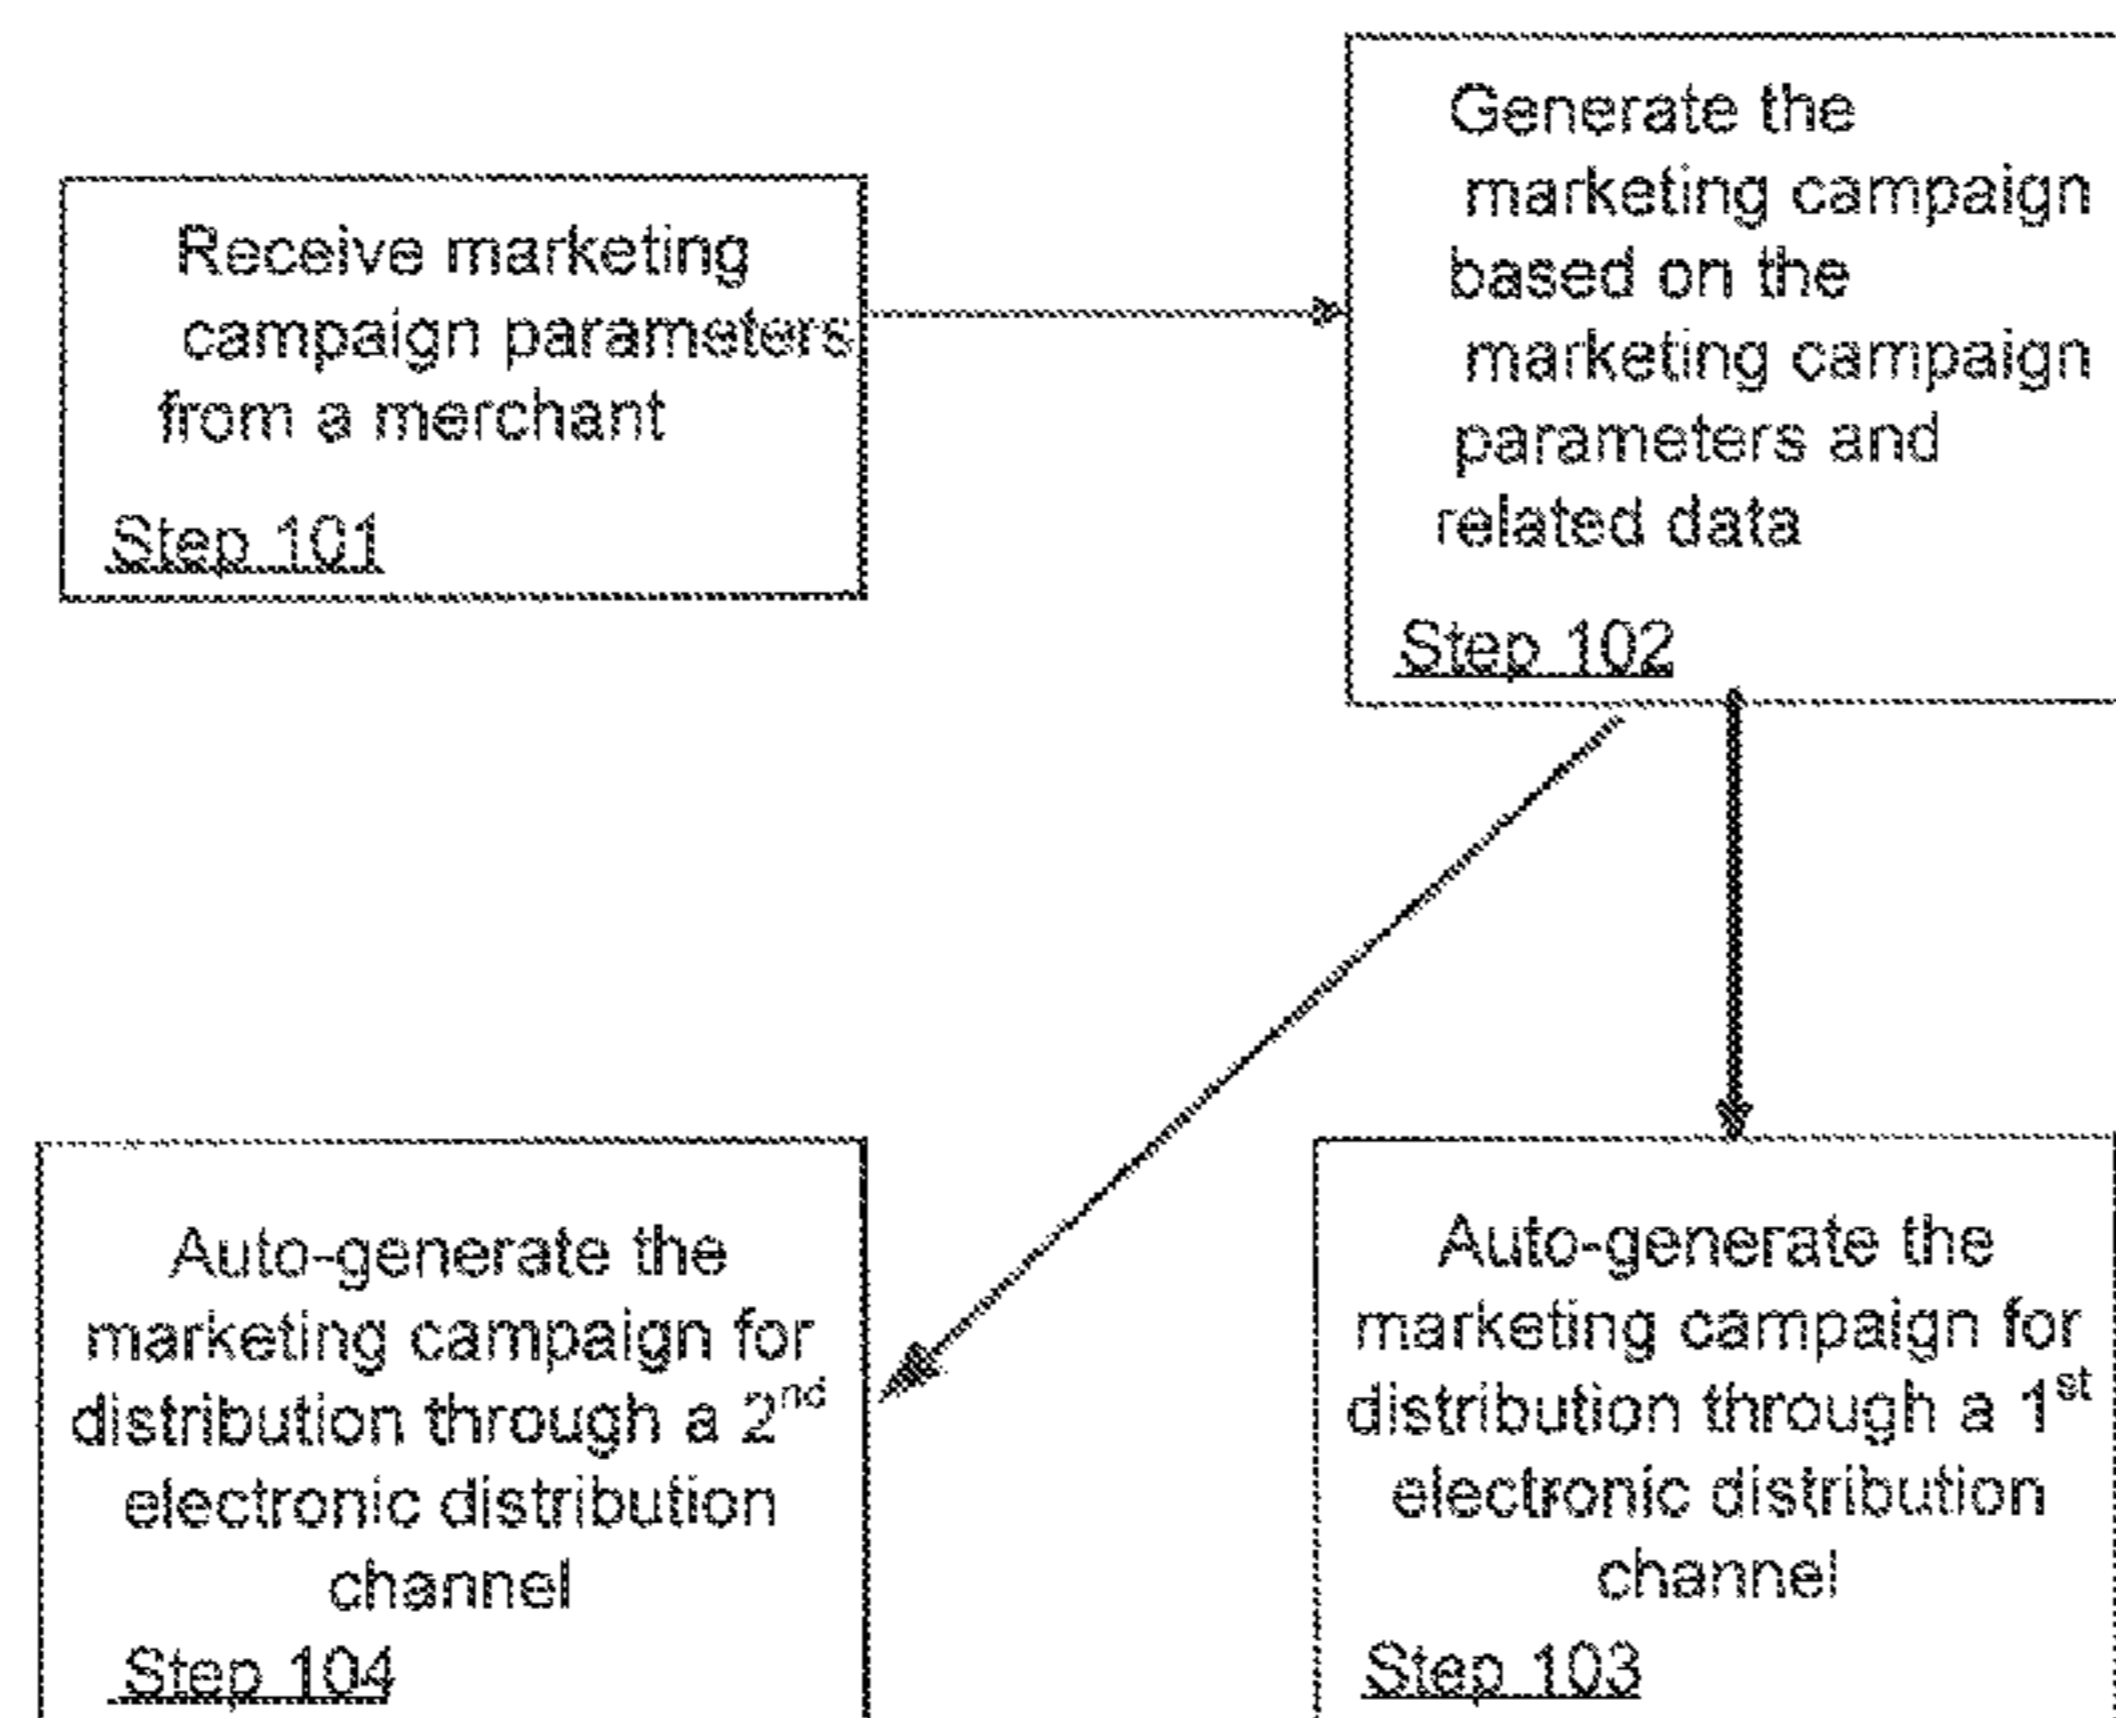 Receive marketing
campaign parameters
from a merchant
Step 101
Generate the
marketing campaign
based on the
marketing campaign
parameters and
related data
Step 102
Auto-generate the
marketing campaign for
distribution through a 2nd
electronic distribution
channel
Step 104
Auto-generate the
marketing campaign for
distribution through a 1st
electronic distribution
channel
Step 103